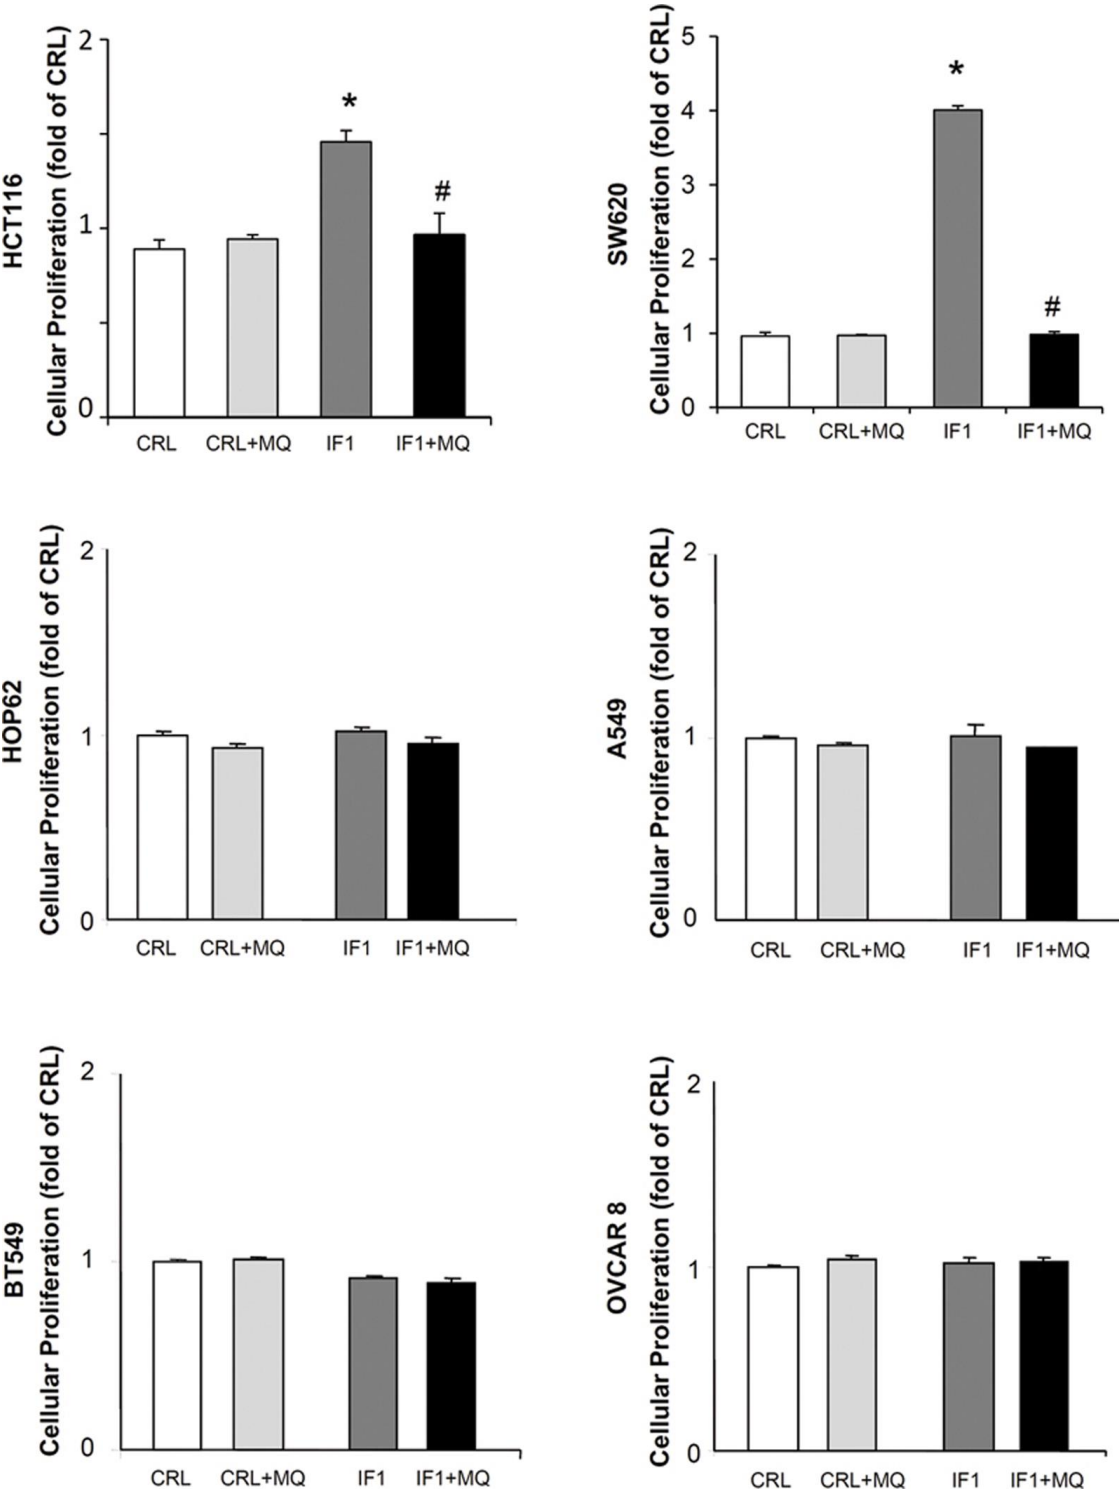 HCT116
Cellular Proliferation (fold of CRL)
2
1
0
*
#
CRL CRL+MQ IF1 IF1+MQ
SW620
Cellular Proliferation (fold of CRL)
5
4
3
2
1
0
*
#
CRL CRL+MQ IF1 IF1+MQ
HOP62
Cellular Proliferation (fold of CRL)
2
1
0
CRL CRL+MQ IF1 IF1+MQ
A549
Cellular Proliferation (fold of CRL)
2
1
0
CRL CRL+MQ IF1 IF1+MQ
BT549
Cellular Proliferation (fold of CRL)
2
1
0
CRL CRL+MQ IF1 IF1+MQ
OVCAR 8
Cellular Proliferation (fold of CRL)
2
1
0
CRL CRL+MQ IF1 IF1+MQ